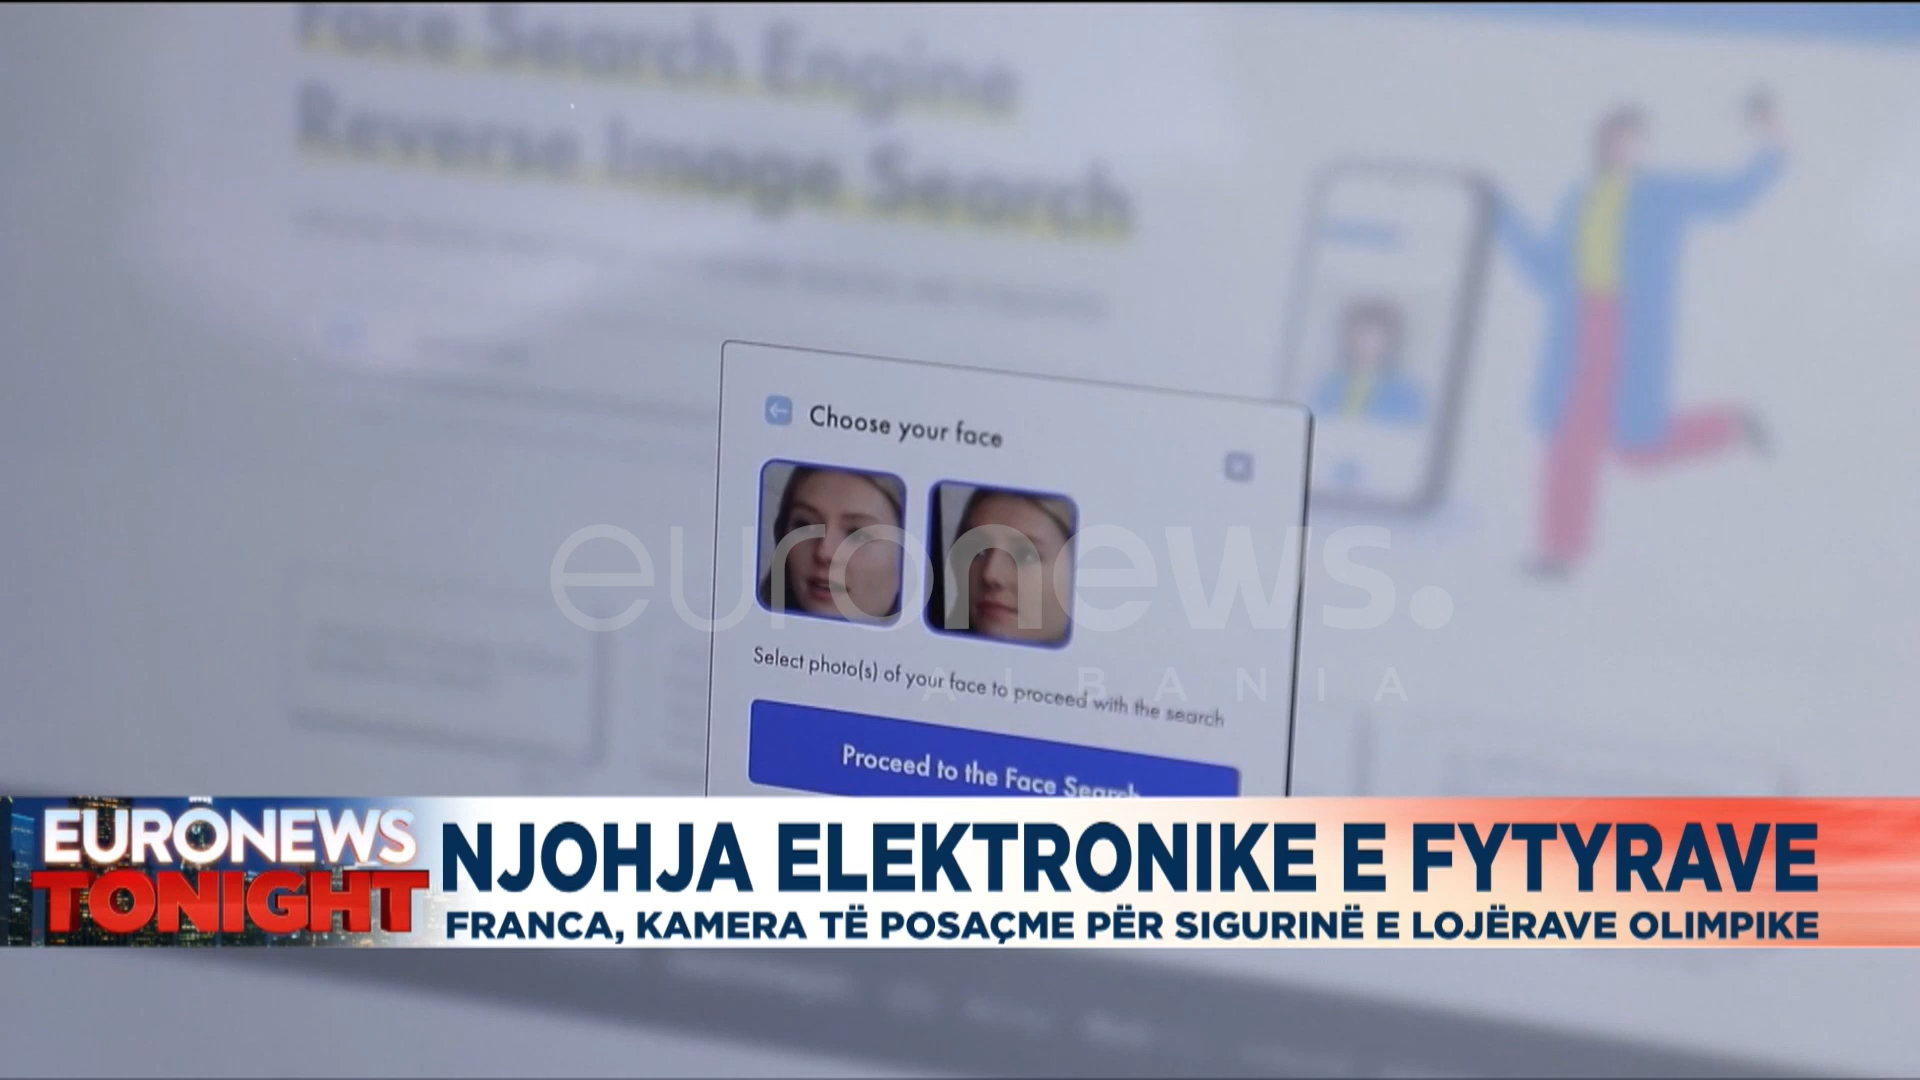 Face Search Engine
Reverse Image Search
Choose your face
Select photo(s) of your face to proceed with the search
Proceed to the Face Search
euronews.
ALBANIA
EURONEWS
TONIGHT
NJOHJA ELEKTRONIKE E FYTYRAVE
FRANCA, KAMERA TË POSAÇME PËR SIGURINË E LOJËRAVE OLIMPIKE